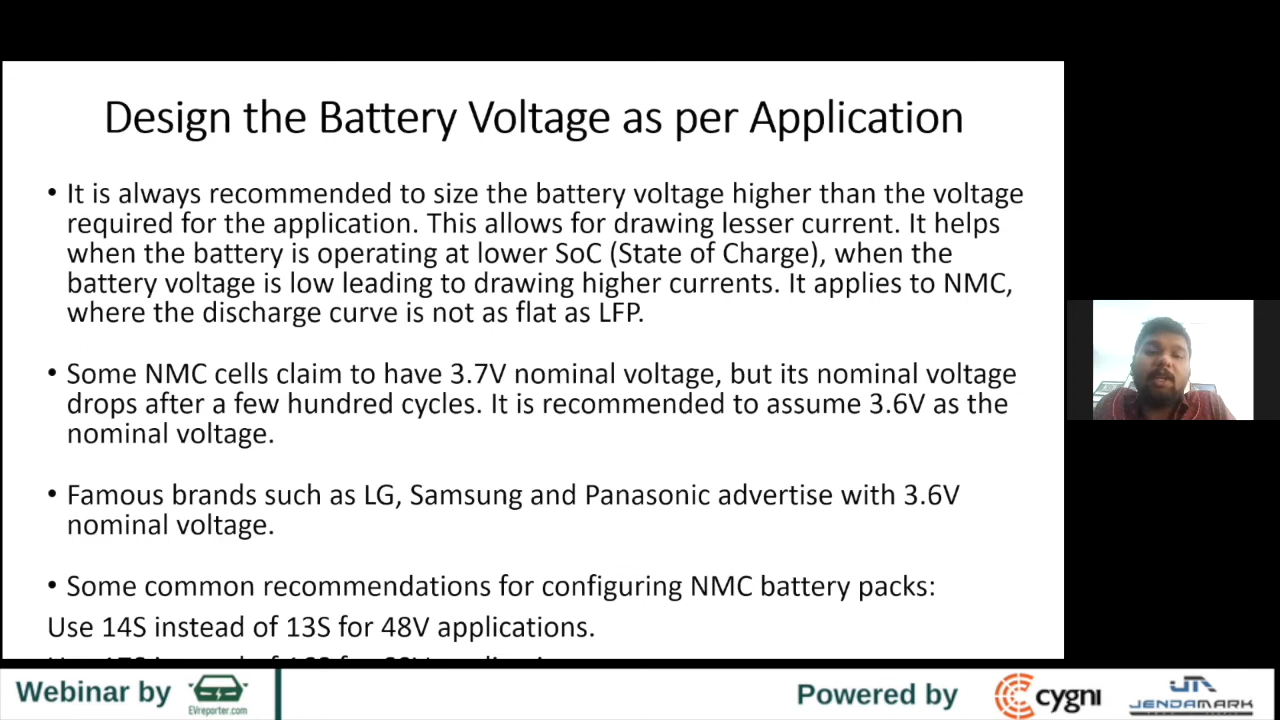 Design the Battery Voltage as per Application
• It is always recommended to size the battery voltage higher than the voltage
required for the application. This allows for drawing lesser current. It helps
when the battery is operating at lower SoC (State of Charge), when the
battery voltage is low leading to drawing higher currents. It applies to NMC,
where the discharge curve is not as flat as LFP.
• Some NMC cells claim to have 3.7V nominal voltage, but its nominal voltage
drops after a few hundred cycles. It is recommended to assume 3.6V as the
nominal voltage.
• Famous brands such as LG, Samsung and Panasonic advertise with 3.6V
nominal voltage.
• Some common recommendations for configuring NMC battery packs:
Use 14S instead of 13S for 48V applications.
Webinar by
EVreporter.com
Powered by
cygni
JENDAMARK